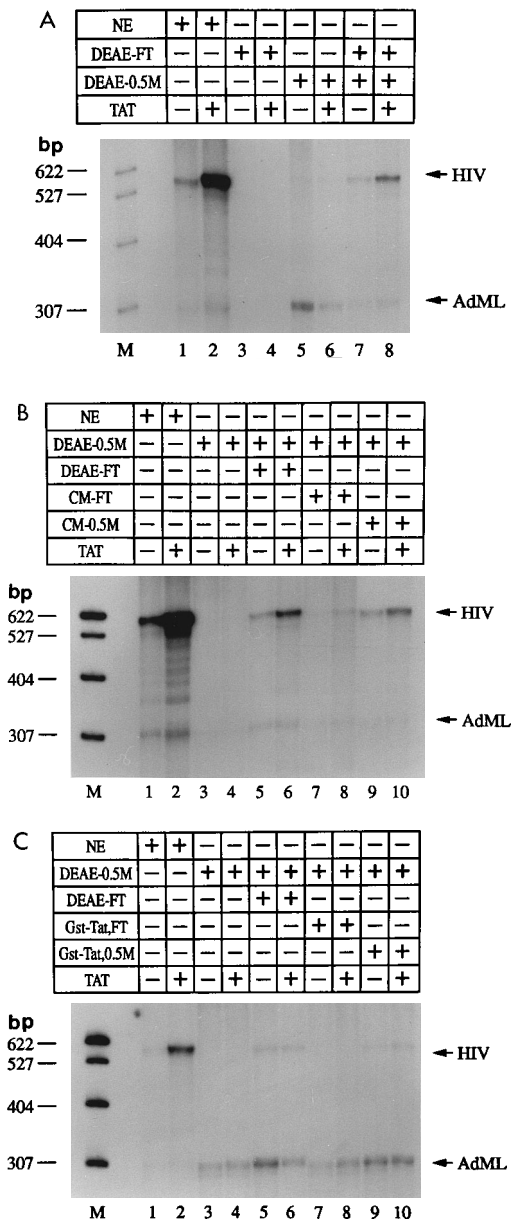 A
NE + + − − − − − −
DEAE-FT − − + + − − + +
DEAE-0.5M − − − − + + + +
TAT − + − + − + − +
bp
622
527
404
307
HIV
AdML
M 1 2 3 4 5 6 7 8
B
NE + + − − − − − − − −
DEAE-0.5M − − + + + + + + + +
DEAE-FT − − − − + + − − − −
CM-FT − − − − − − + + − −
CM-0.5M − − − − − − − − + +
TAT − + − + − + − + − +
bp
622
527
404
307
HIV
AdML
M 1 2 3 4 5 6 7 8 9 10
C
NE + + − − − − − − − −
DEAE-0.5M − − + + + + + + + +
DEAE-FT − − − − + + − − − −
Gst-Tat,FT − − − − − − + + − −
Gst-Tat,0.5M − − − − − − − − + +
TAT − + − + − + − + − +
bp
622
527
404
307
HIV
AdML
M 1 2 3 4 5 6 7 8 9 10